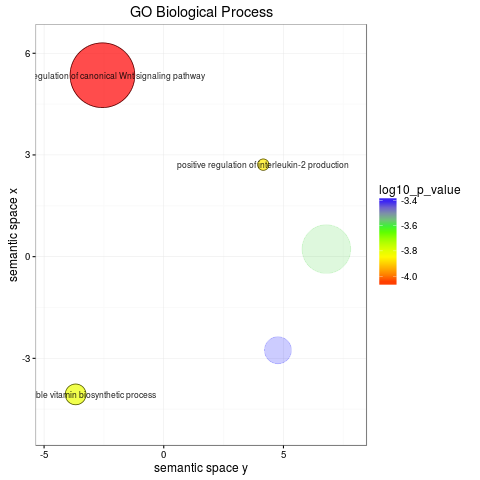 GO Biological Process
6
egulation of canonical Wnt signaling pathway
3
positive regulation of interleukin-2 production
0
-3
ble vitamin biosynthetic process
-5
0
5
semantic space y
semantic space x
log10_p_value
-3.4
-3.6
-3.8
-4.0